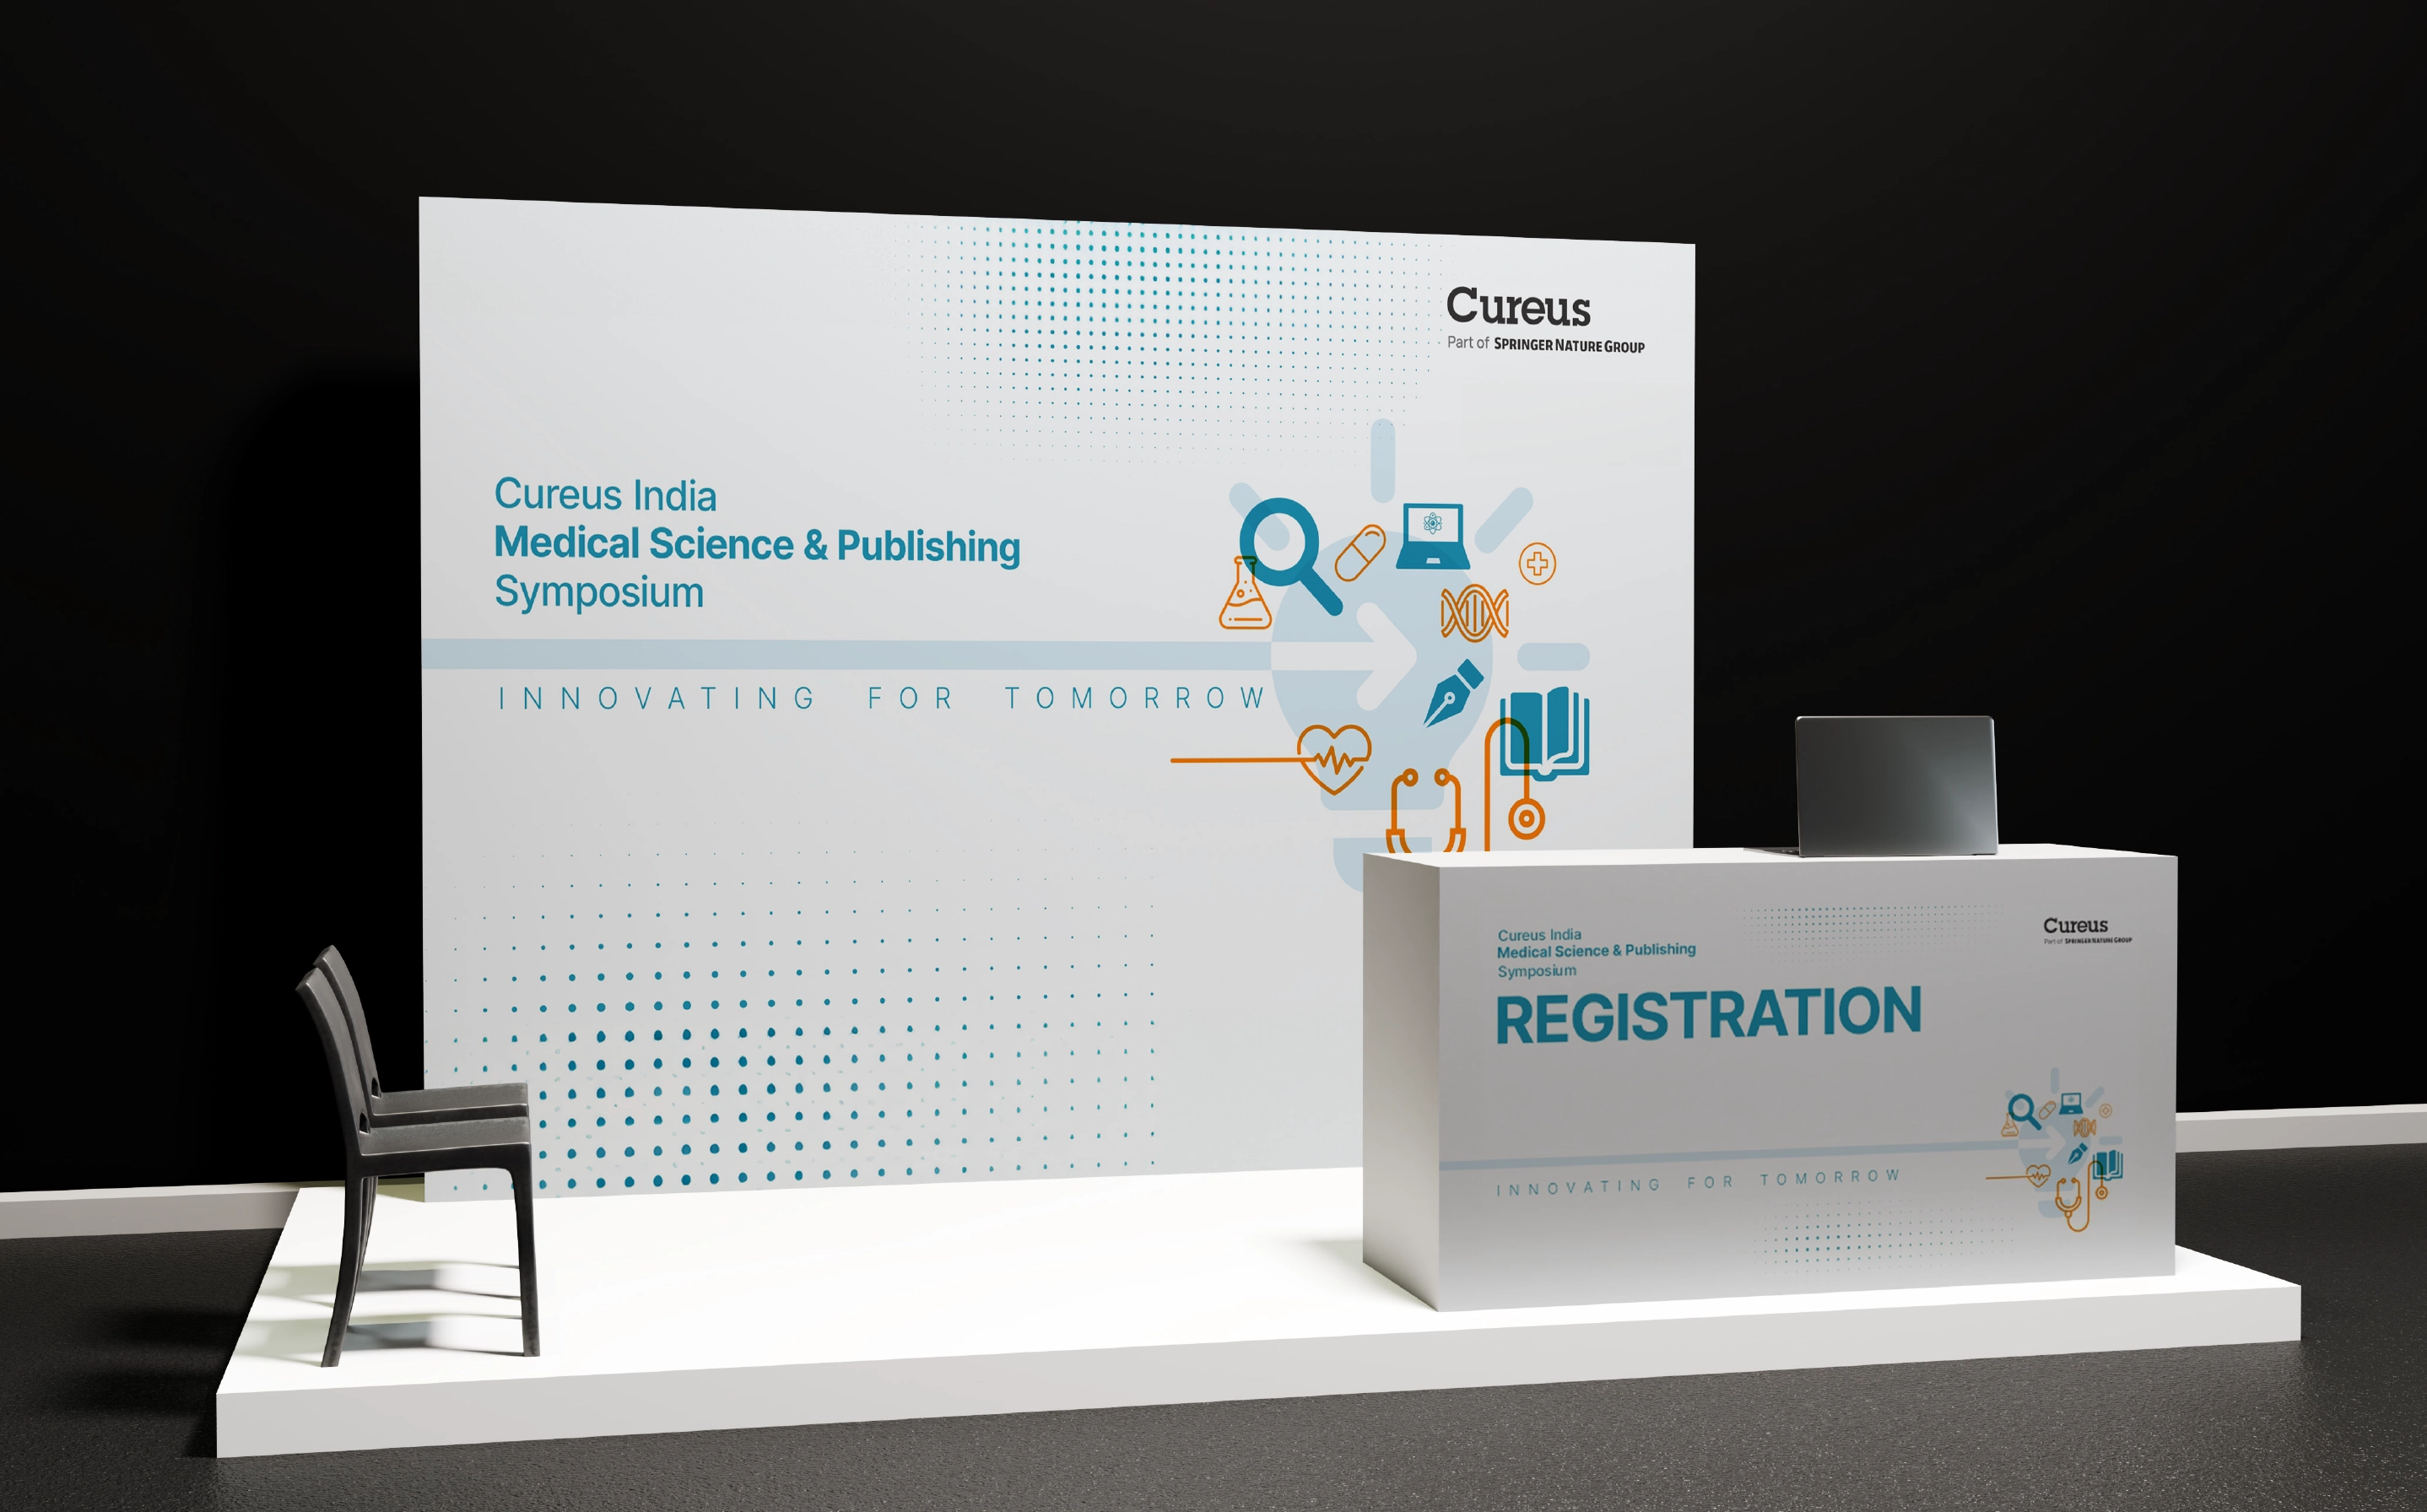 Cureus
Part of SPRINGER NATURE GROUP
Cureus India
Medical Science & Publishing
Symposium
INNOVATING FOR TOMORROW
Cureus India
Medical Science & Publishing
Symposium
REGISTRATION
Cureus
Part of SPRINGER NATURE GROUP
INNOVATING FOR TOMORROW